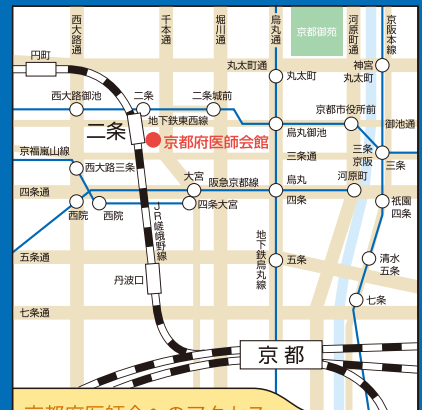 西大路通
千本通
堀川通
烏丸通
京都御苑
河原町通
京阪本線
円町
丸太町通
丸太町
神宮
丸太町
西大路御池
二条
二条城前
京都市役所前
地下鉄東西線
烏丸御池
御池通
二条
京都府医師会館
京福嵐山線
三条通
三条
京阪
三条
西大路三条
大宮
阪急京都線
烏丸
河原町
四条通
四条大宮
四条
祇園
四条
西院
西院
JR嵯峨野線
地下鉄烏丸線
五条通
五条
清水
五条
丹波口
七条
七条通
京都